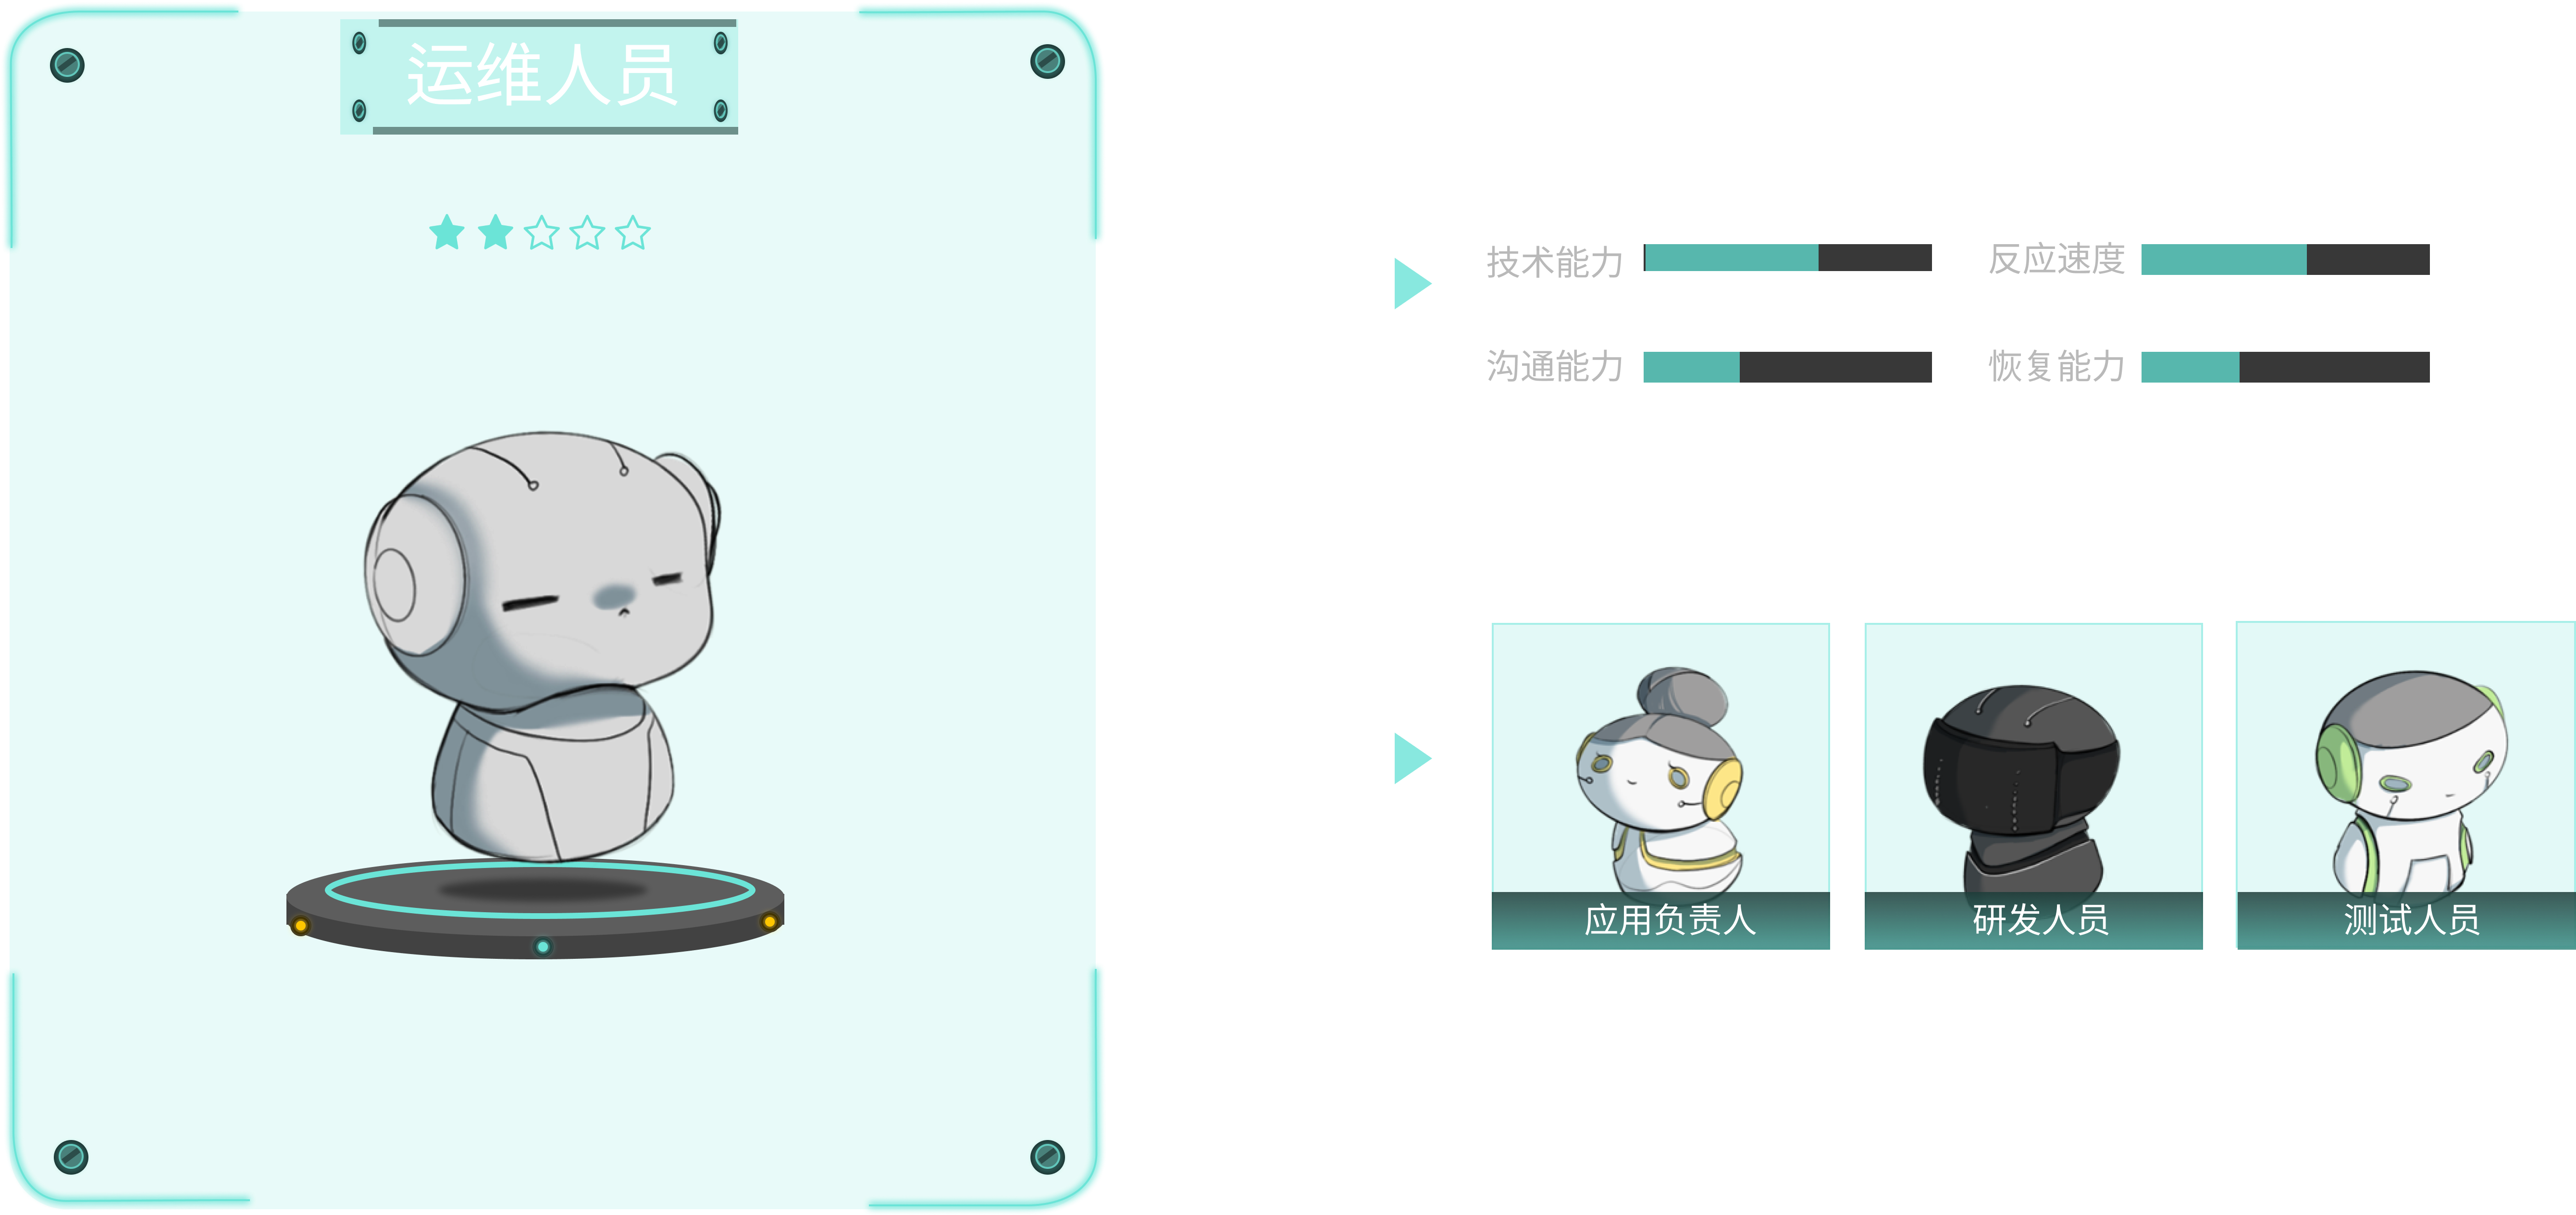 运维人员
技术能力
反应速度
沟通能力
恢复能力
应用负责人
研发人员
测试人员